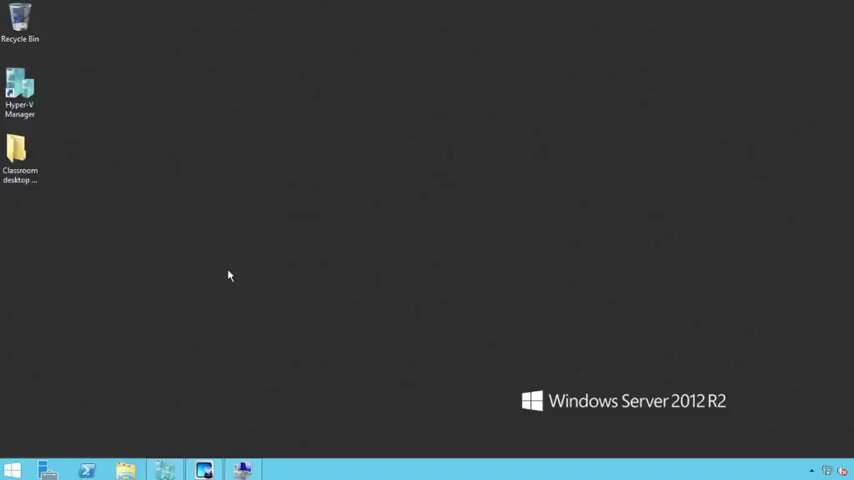 Recycle Bin
Hyper-V
Manager
Classroom
desktop ...
Windows Server 2012 R2